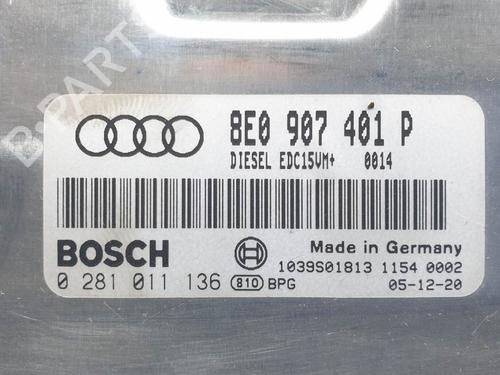 B-PARTS
8E0 907 401 P
DIESEL EDC15VM+ 0014
BOSCH
Made in Germany
1039S01813 1154 0002
0 281 011 136 810 BPG
05-12-20